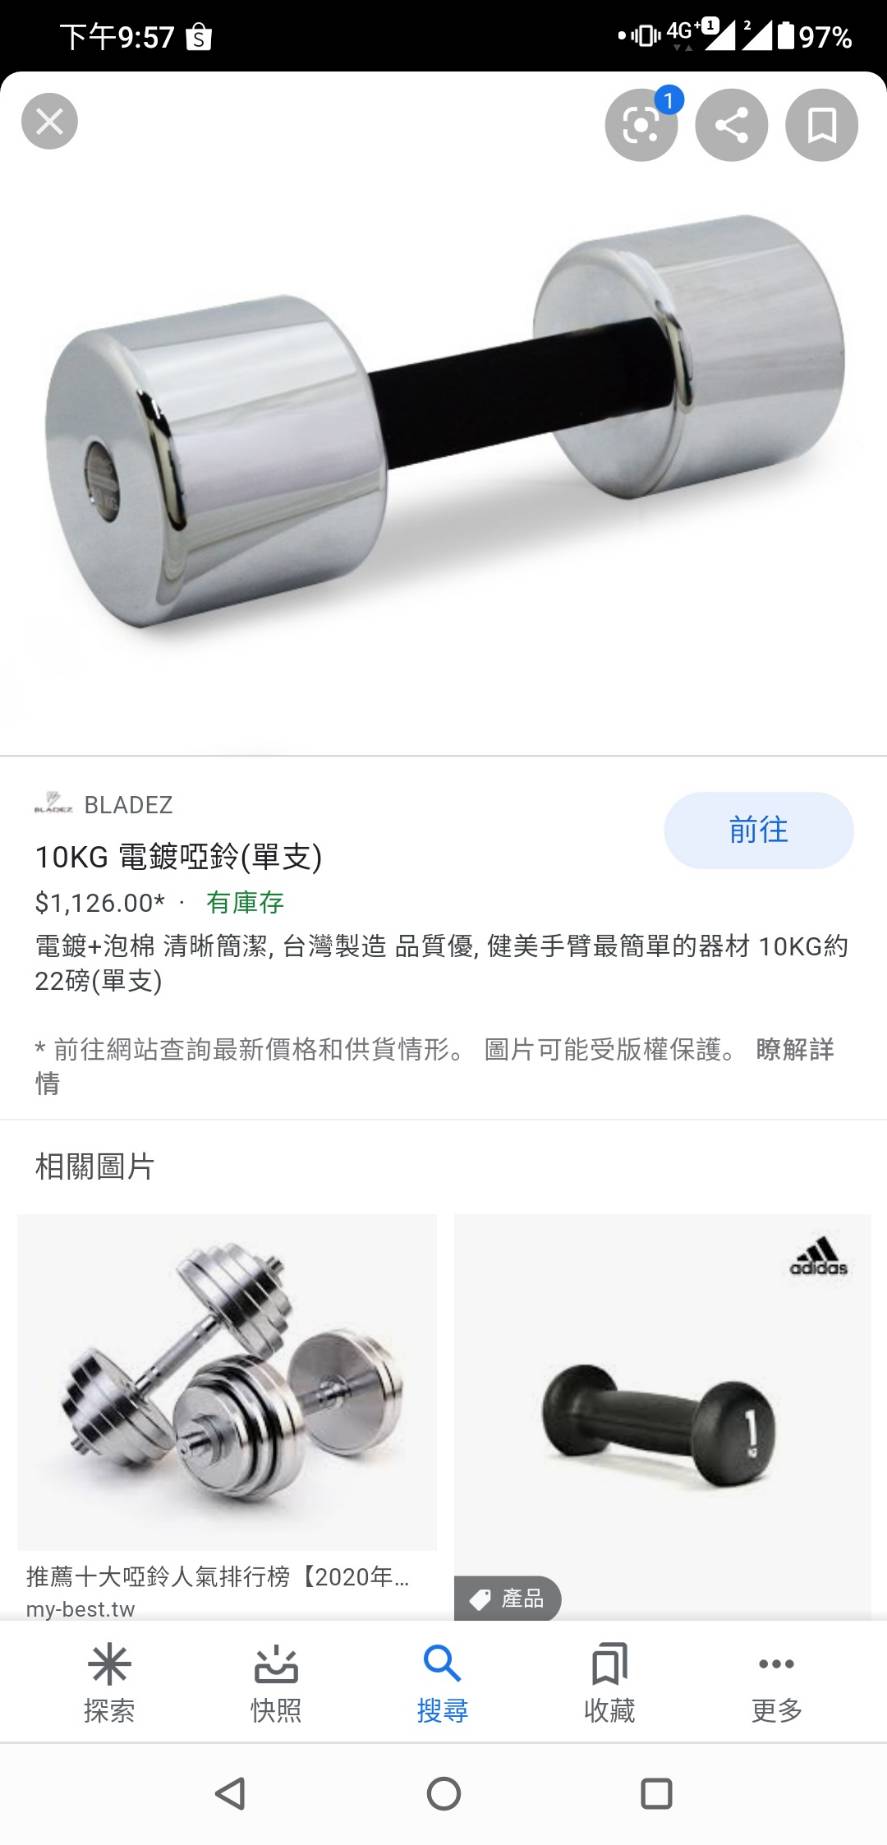 下午9:57
4G+ 1 2 97%
1
BLADEZ BLADEZ
前往
10KG 電鍍啞鈴(單支)
$1,126.00* · 有庫存
電鍍+泡棉 清晰簡潔, 台灣製造 品質優, 健美手臂最簡單的器材 10KG約
22磅(單支)
* 前往網站查詢最新價格和供貨情形。 圖片可能受版權保護。 瞭解詳
情
相關圖片
adidas
1
KG
產品
推薦十大啞鈴人氣排行榜【2020年...
my-best.tw
探索 快照 搜尋 收藏 更多